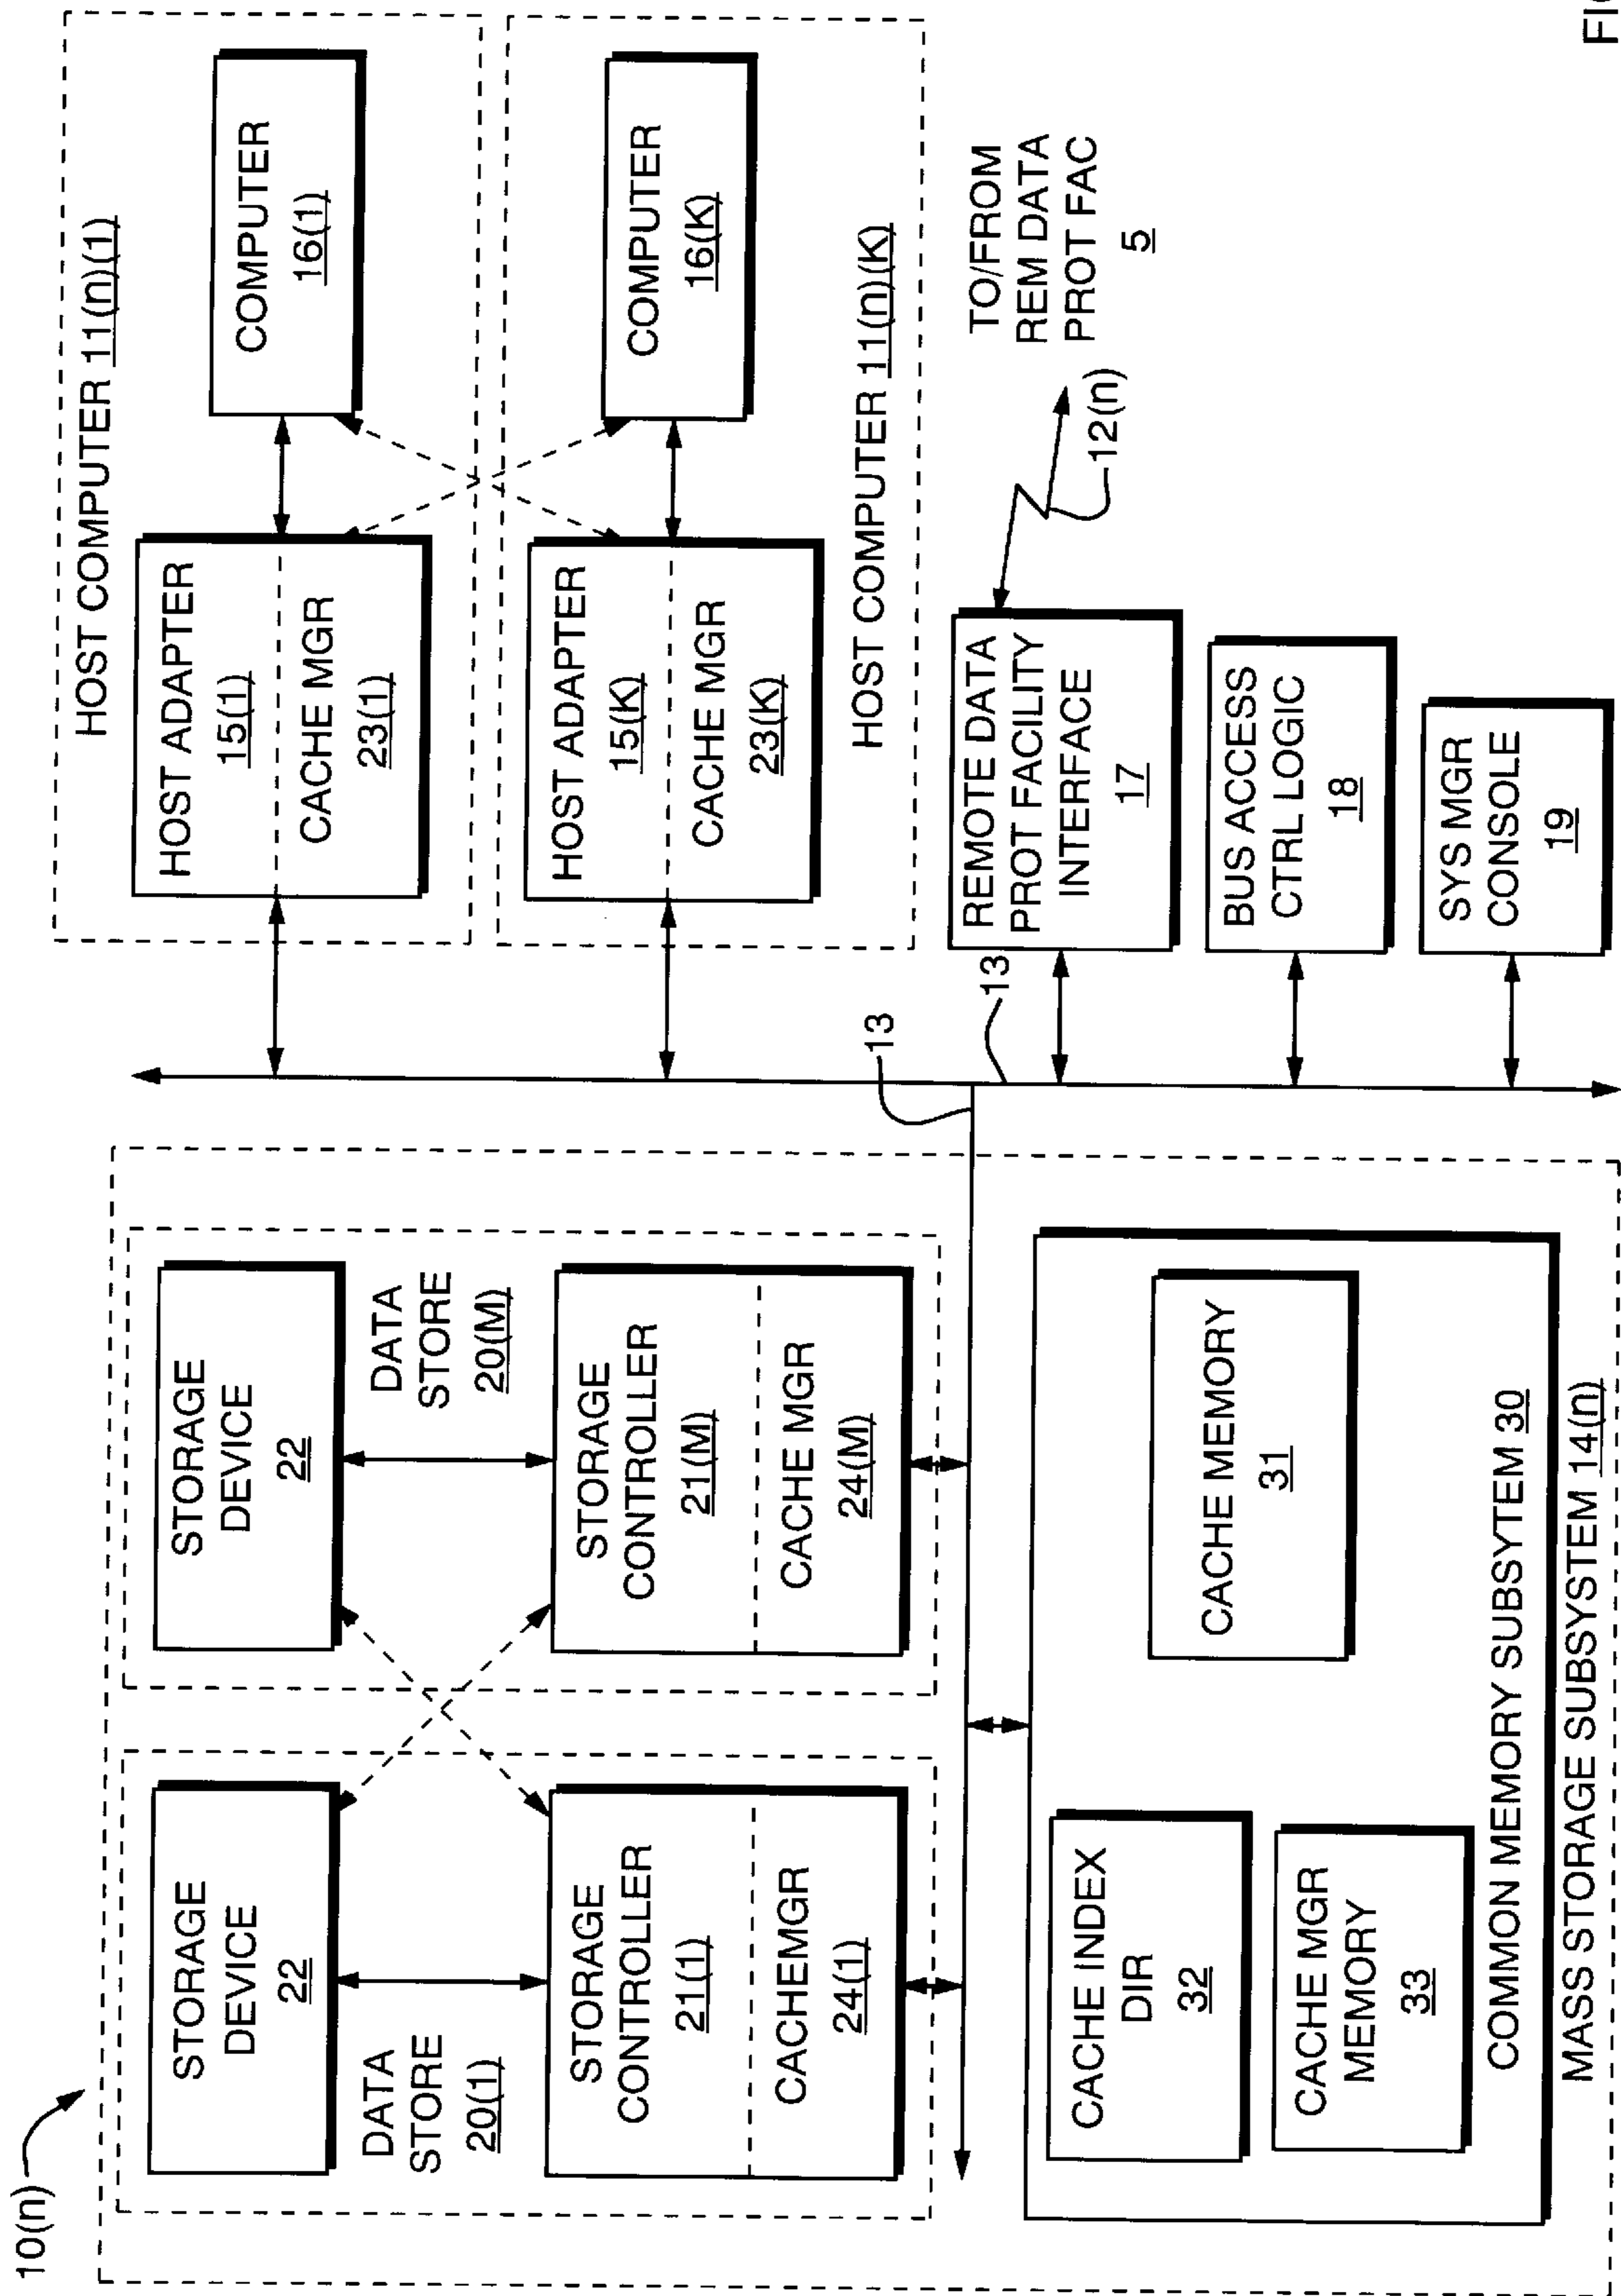 10(n)
STORAGE
DEVICE
22
DATA
STORE
20(1)
STORAGE
CONTROLLER
21(1)
CACHEMGR
24(1)
STORAGE
DEVICE
22
DATA
STORE
20(M)
STORAGE
CONTROLLER
21(M)
CACHE MGR
24(M)
CACHE INDEX
DIR
32
CACHE MGR
MEMORY
33
CACHE MEMORY
31
COMMON MEMORY SUBSYTEM 30
MASS STORAGE SUBSYSTEM 14(n)
13
13
HOST COMPUTER 11(n)(1)
HOST ADAPTER
15(1)
CACHE MGR
23(1)
COMPUTER
16(1)
HOST ADAPTER
15(K)
CACHE MGR
23(K)
COMPUTER
16(K)
HOST COMPUTER 11(n)(K)
REMOTE DATA
PROT FACILITY
INTERFACE
17
12(n)
TO/FROM
REM DATA
PROT FAC
5
BUS ACCESS
CTRL LOGIC
18
SYS MGR
CONSOLE
19